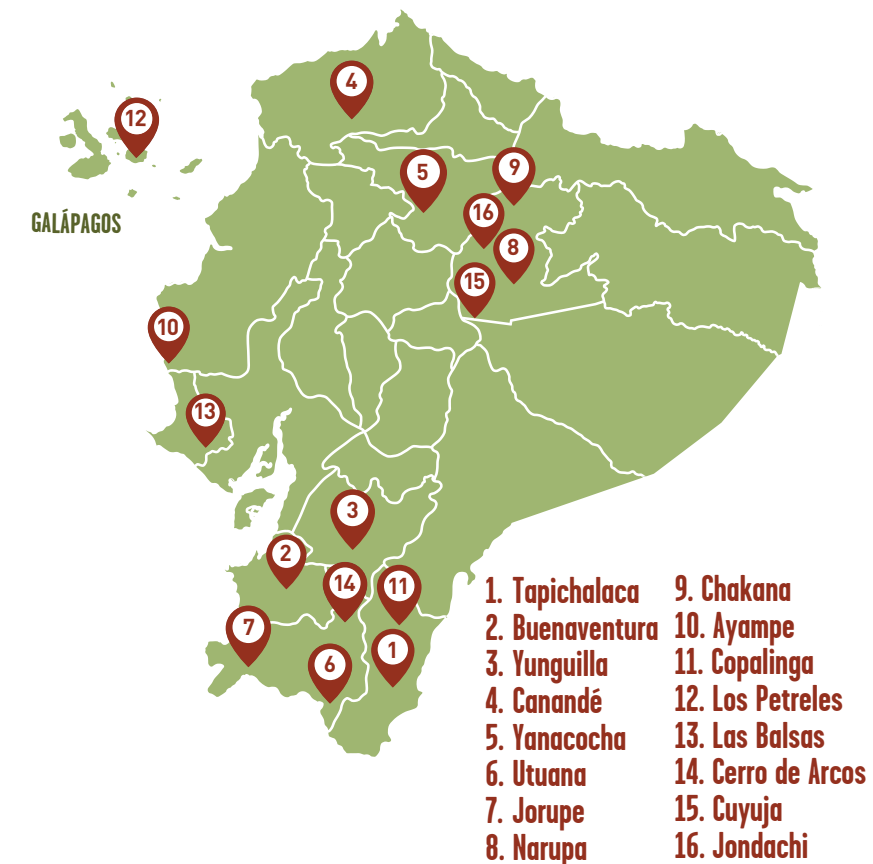 4
12
5
9
16
8
15
GALÁPAGOS
10
13
3
2
14
11
7
1
6
1. Tapichalaca
2. Buenaventura
3. Yunguilla
4. Canandé
5. Yanacocha
6. Utuana
7. Jorupe
8. Narupa
9. Chakana
10. Ayampe
11. Copalinga
12. Los Petreles
13. Las Balsas
14. Cerro de Arcos
15. Cuyuja
16. Jondachi